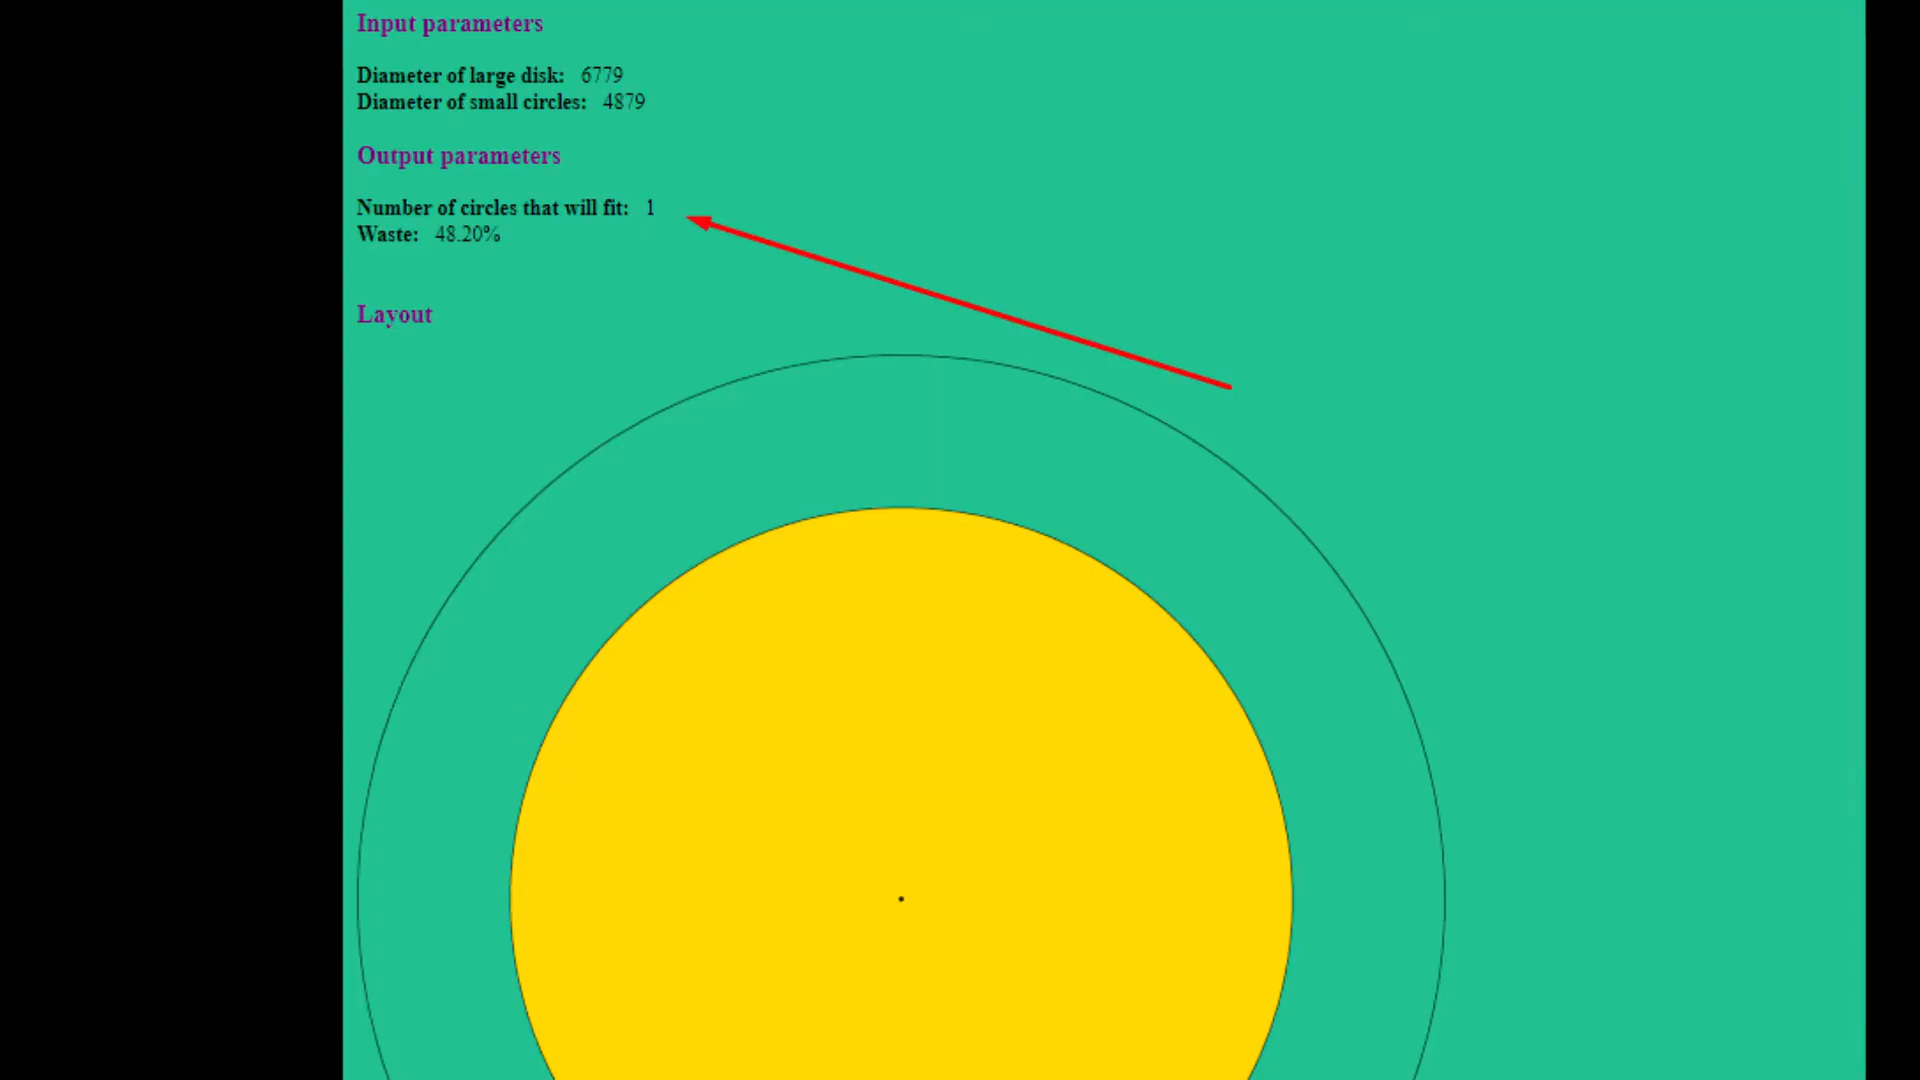 Input parameters
Diameter of large disk: 6779
Diameter of small circles: 4879
Output parameters
Number of circles that will fit: 1
Waste: 48.20%
Layout